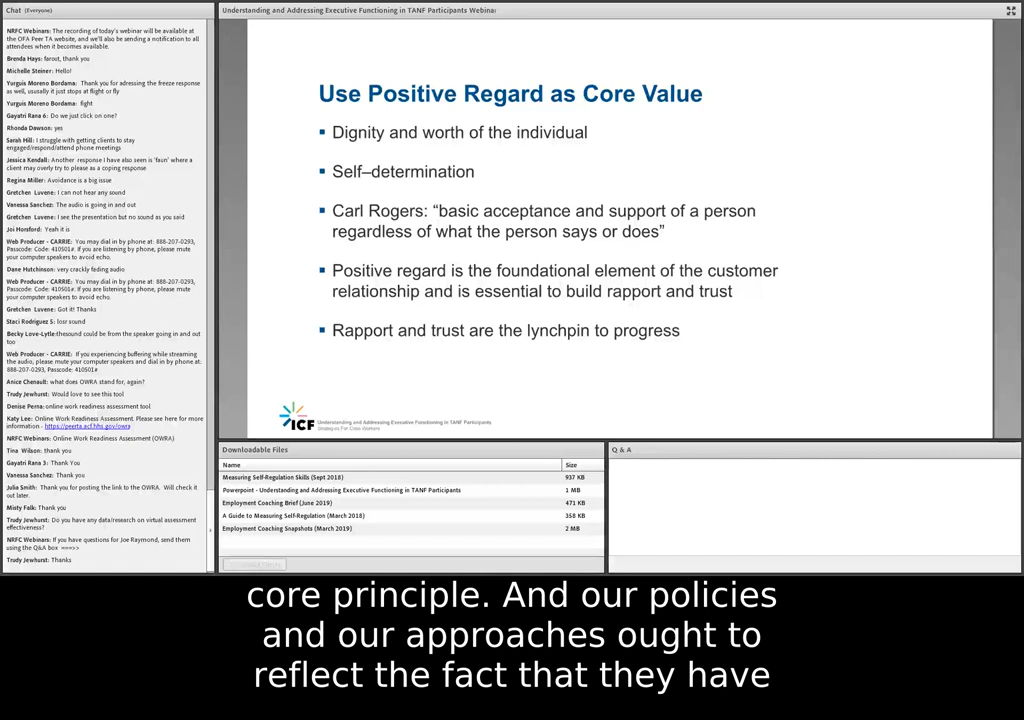 Chat (Everyone)
NRFC Webinars: The recording of today's webinar will be available at
the OFA Peer TA website, and we'll also be sending a notification to all
attendees when it becomes available.
Brenda Hays: farout, thank you
Michelle Steiner: Hello!
Yurguis Moreno Bordama: Thank you for adressing the freeze response
as well, ususally it just stops at flight or fly
Yurguis Moreno Bordama: fight
Gayatri Rana 6: Do we just click on one?
Rhonda Dawson: yes
Sarah Hill: I struggle with getting clients to stay
engaged/respond/attend phone meetings
Jessica Kendall: Another response I have also seen is 'faun' where a
client may overly try to please as a coping response
Regina Miller: Avoidance is a big issue
Gretchen Luvene: I can not hear any sound
Vanessa Sanchez: The audio is going in and out
Gretchen Luvene: I see the presentation but no sound as you said
Joi Horsford: Yeah it is
Web Producer - CARRIE: You may dial in by phone at: 888-207-0293,
Passcode: Code: 410501#. If you are listening by phone, please mute
your computer speakers to avoid echo.
Dane Hutchinson: very crackly fading audio
Web Producer - CARRIE: You may dial in by phone at: 888-207-0293,
Passcode: Code: 410501#. If you are listening by phone, please mute
your computer speakers to avoid echo.
Gretchen Luvene: Got it! Thanks
Staci Rodriguez S: losr sound
Becky Love-Lytle:thesound could be from the speaker going in and out
too
Web Producer - CARRIE: If you experiencing buffering while streaming
the audio, please mute your computer speakers and dial in by phone at:
888-207-0293, Passcode: 410501#
Anice Chenault: what does OWRA stand for, again?
Trudy Jewhurst: Would love to see this tool
Denise Perna: online work readiness assessment tool
Katy Lee: Online Work Readiness Assessment. Please see here for more
information - https://peerta.acf.hhs.gov/owra
NRFC Webinars: Online Work Readiness Assessment (OWRA)
Tina Wilson: thank you
Gayatri Rana 3: Thank You
Vanessa Sanchez: Thank you
Julia Smith: Thank you for posting the link to the OWRA. Will check it
out later.
Misty Falk: Thank you
Trudy Jewhurst: Do you have any data/research on virtual assessment
effectiveness?
NRFC Webinars: If you have questions for Joe Raymond, send them
using the Q&A box ===>>
Trudy Jewhurst: Thanks
Understanding and Addressing Executive Functioning in TANF Participants Webinar
Use Positive Regard as Core Value
▪ Dignity and worth of the individual
▪ Self–determination
▪ Carl Rogers: “basic acceptance and support of a person
regardless of what the person says or does”
▪ Positive regard is the foundational element of the customer
relationship and is essential to build rapport and trust
▪ Rapport and trust are the lynchpin to progress
ICF
Understanding and Addressing Executive Functioning in TANF Participants
Strategies For Case Workers
Downloadable Files
Name Size
Measuring Self-Regulation Skills (Sept 2018) 937 KB
Powerpoint - Understanding and Addressing Executive Functioning in TANF Participants 1 MB
Employment Coaching Brief (June 2019) 471 KB
A Guide to Measuring Self-Regulation (March 2018) 358 KB
Employment Coaching Snapshots (March 2019) 2 MB
Q & A
core principle. And our policies
and our approaches ought to
reflect the fact that they have